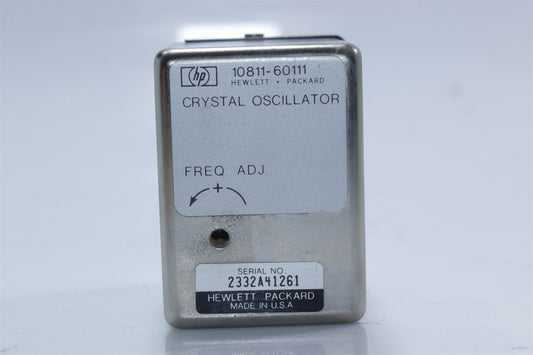 hp 10811-60111
HEWLETT • PACKARD
CRYSTAL OSCILLATOR
FREQ. ADJ.
+
SERIAL NO.
2332A41261
HEWLETT PACKARD
MADE IN U.S.A.